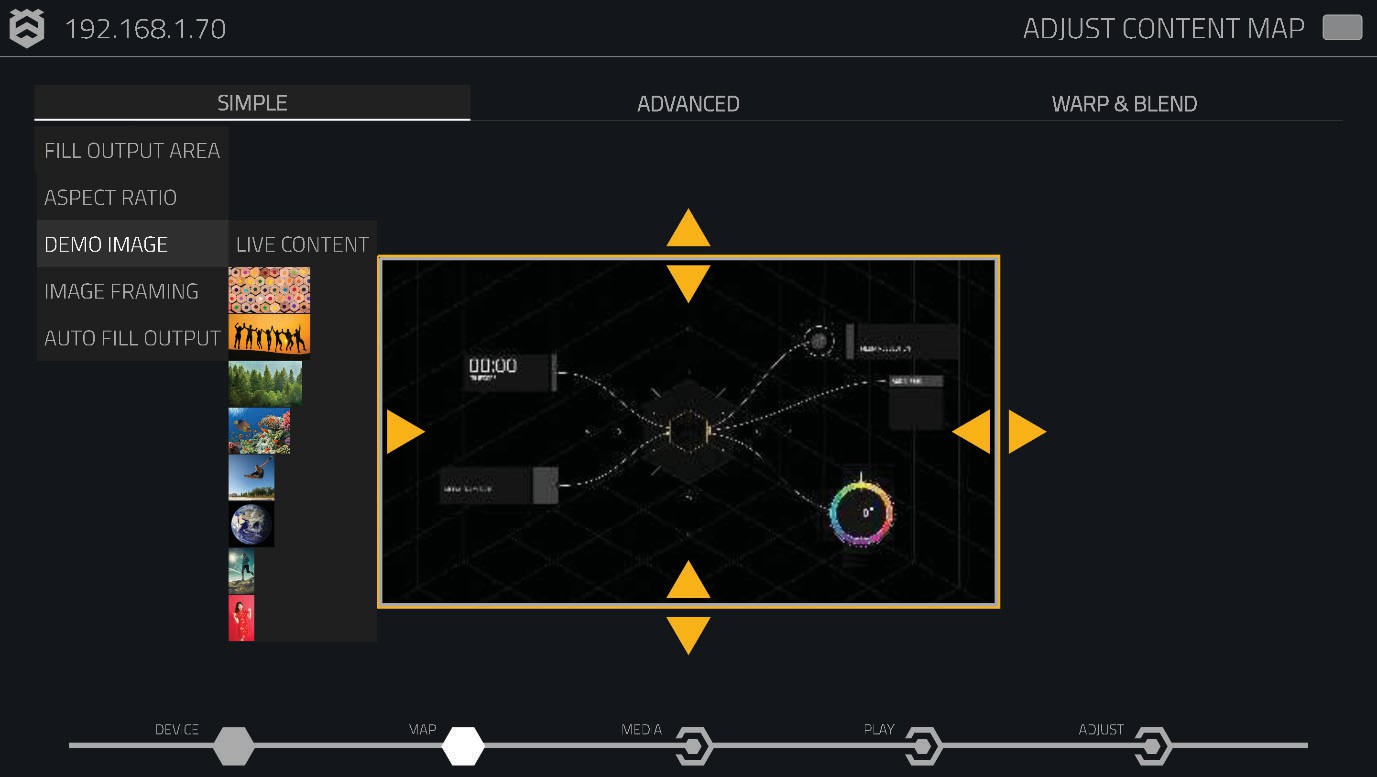 192.168.1.70
ADJUST CONTENT MAP
SIMPLE
ADVANCED
WARP & BLEND
FILL OUTPUT AREA
ASPECT RATIO
DEMO IMAGE
LIVE CONTENT
IMAGE FRAMING
AUTO FILL OUTPUT
00:00
0°
DEVICE
MAP
MEDIA
PLAY
ADJUST